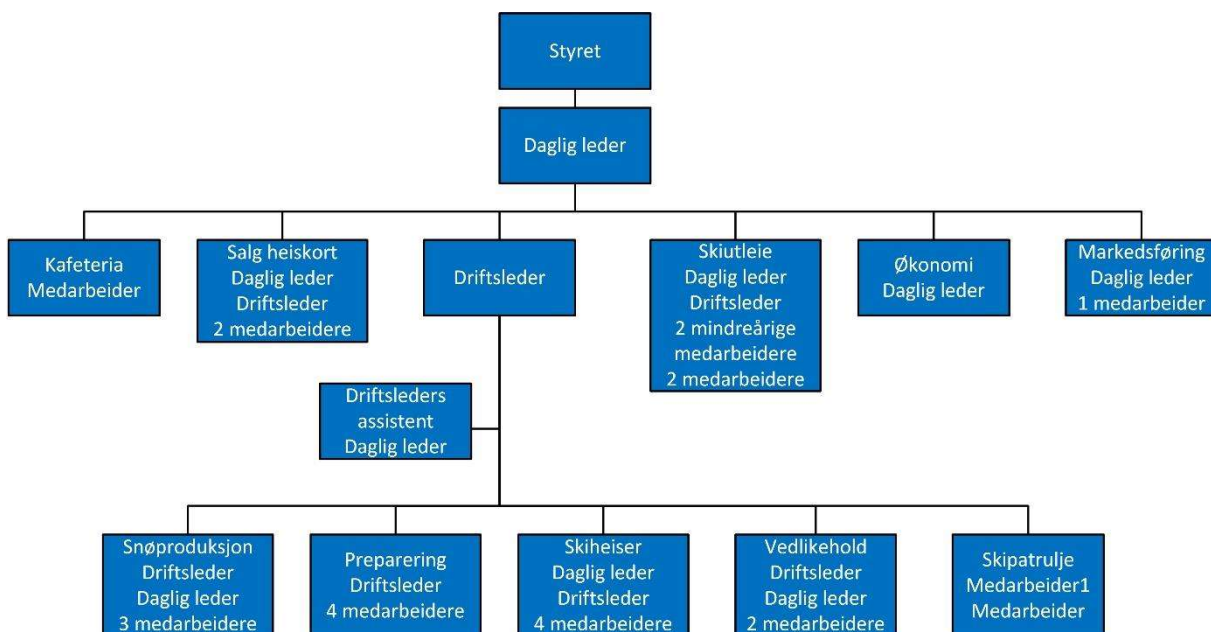 Styret
Daglig leder
Kafeteria
Medarbeider
Salg heiskort
Daglig leder
Driftsleder
2 medarbeidere
Driftsleder
Skiutleie
Daglig leder
Driftsleder
2 mindreårige
medarbeidere
2 medarbeidere
Økonomi
Daglig leder
Markedsføring
Daglig leder
1 medarbeider
Driftsleders
assistent
Daglig leder
Snøproduksjon
Driftsleder
Daglig leder
3 medarbeidere
Preparering
Driftsleder
4 medarbeidere
Skiheiser
Daglig leder
Driftsleder
4 medarbeidere
Vedlikehold
Driftsleder
Daglig leder
2 medarbeidere
Skipatrulje
Medarbeider1
Medarbeider